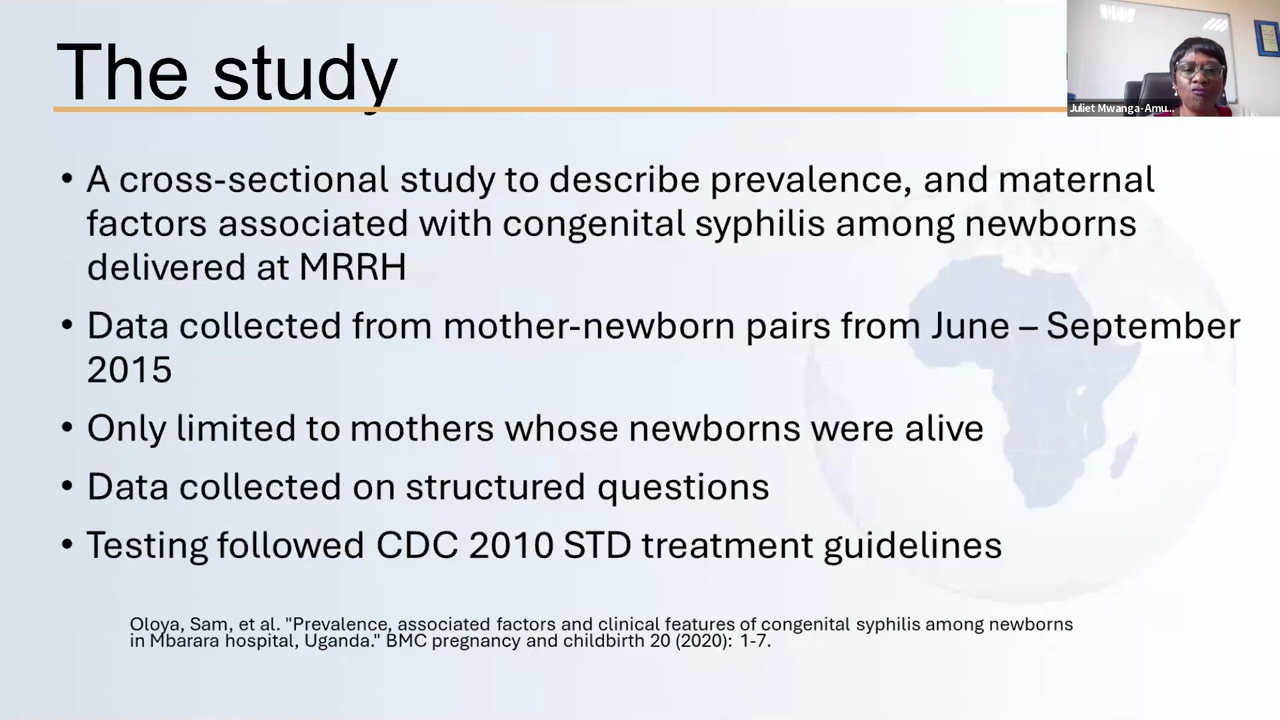 The study
Juliet Mwanga-Amu...
• A cross-sectional study to describe prevalence, and maternal
factors associated with congenital syphilis among newborns
delivered at MRRH
• Data collected from mother-newborn pairs from June – September
2015
• Only limited to mothers whose newborns were alive
• Data collected on structured questions
• Testing followed CDC 2010 STD treatment guidelines
Oloya, Sam, et al. "Prevalence, associated factors and clinical features of congenital syphilis among newborns
in Mbarara hospital, Uganda." BMC pregnancy and childbirth 20 (2020): 1-7.